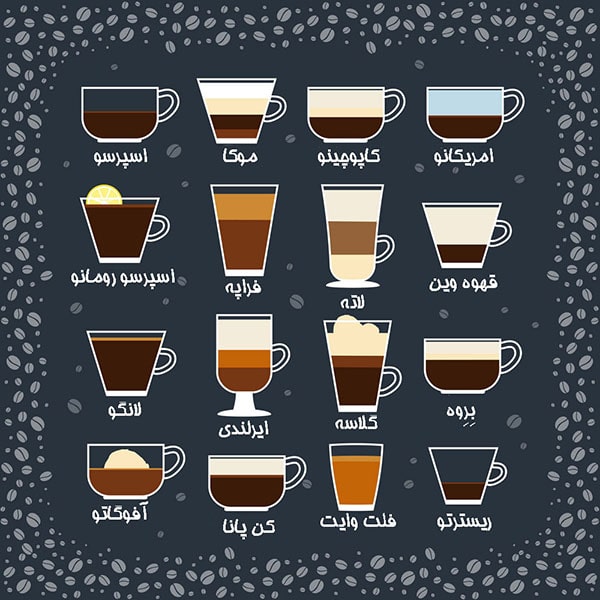 امریکانو
کاپوچینو
موکا
اسپرسو
قهوه وین
لاته
فراپه
اسپرسو رومانو
بِرِوه
گلاسه
ایرلندی
لانگو
ریسترتو
فلت وایت
کن پانا
آفوگاتو